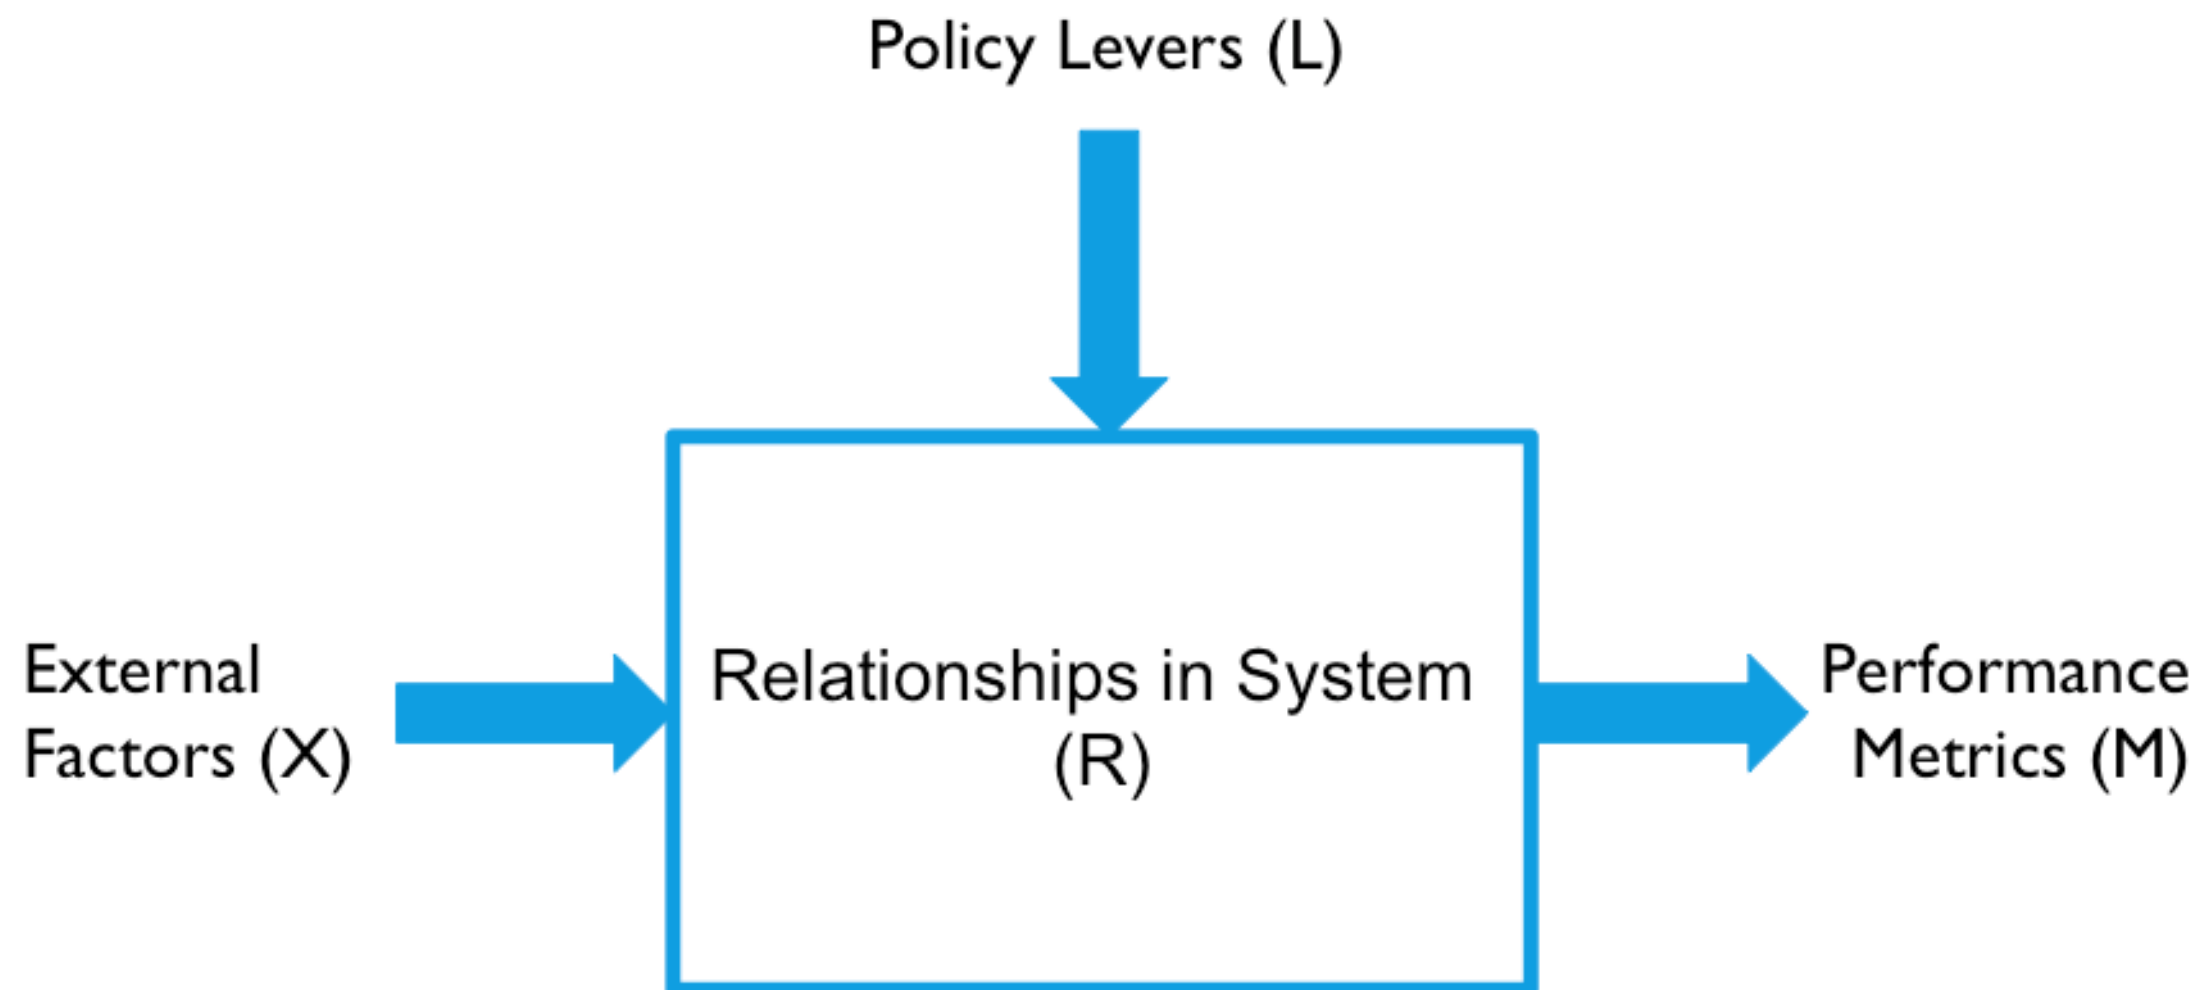 Policy Levers (L)
External
Factors (X)
Relationships in System
(R)
Performance
Metrics (M)